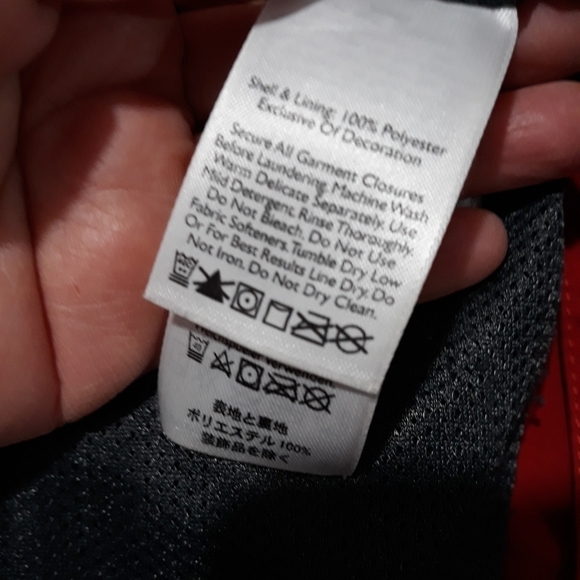 Shell & Lining: 100% Polyester
Exclusive Of Decoration
Secure All Garment Closures
Before Laundering. Machine Wash
Warm Delicate Separately. Use
Mild Detergent. Rinse Thoroughly.
Do Not Bleach. Do Not Use
Fabric Softeners. Tumble Dry Low
Or For Best Results Line Dry. Do
Not Iron. Do Not Dry Clean.
verwenden.
表地と裏地
ポリエステル 100%
装飾品を除く